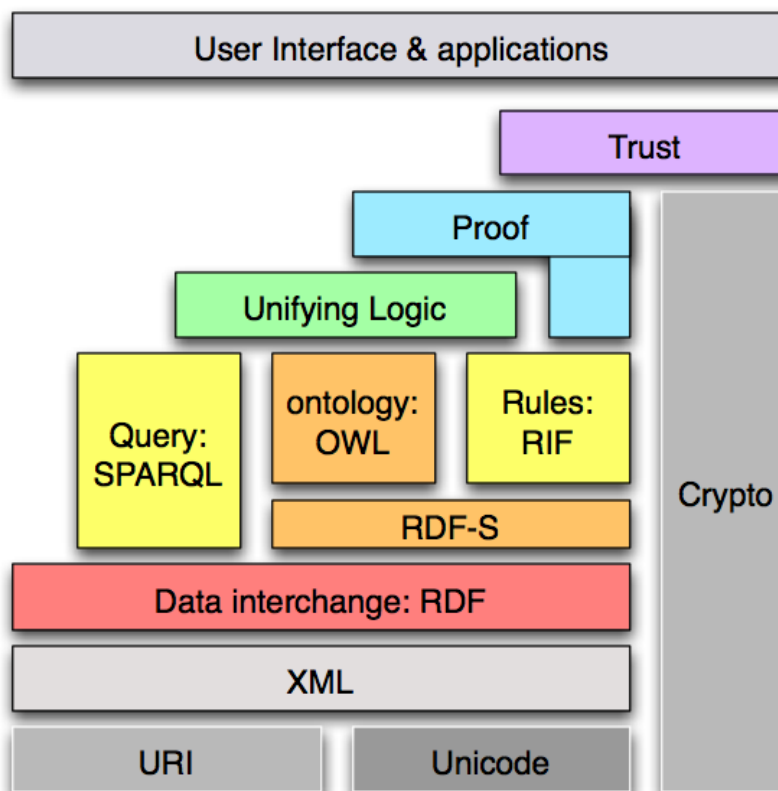 User Interface & applications
Trust
Proof
Unifying Logic
Query:
SPARQL
ontology:
OWL
Rules:
RIF
Crypto
RDF-S
Data interchange: RDF
XML
URI
Unicode